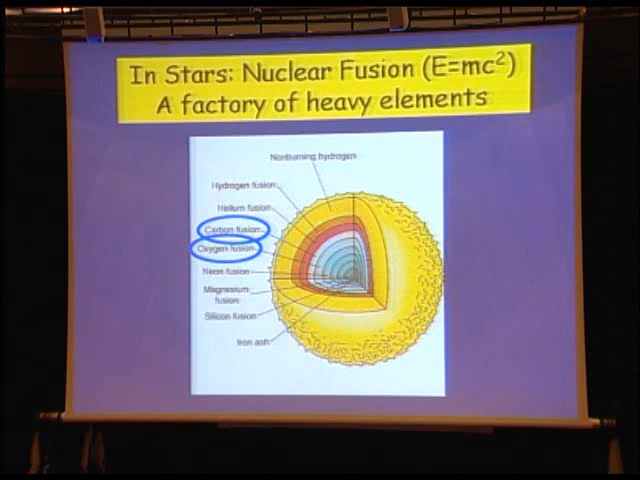 In Stars: Nuclear Fusion (E=mc²)
A factory of heavy elements
Nonburning hydrogen
Hydrogen fusion
Helium fusion
Carbon fusion
Oxygen fusion
Neon fusion
Magnesium
fusion
Silicon fusion
Iron ash